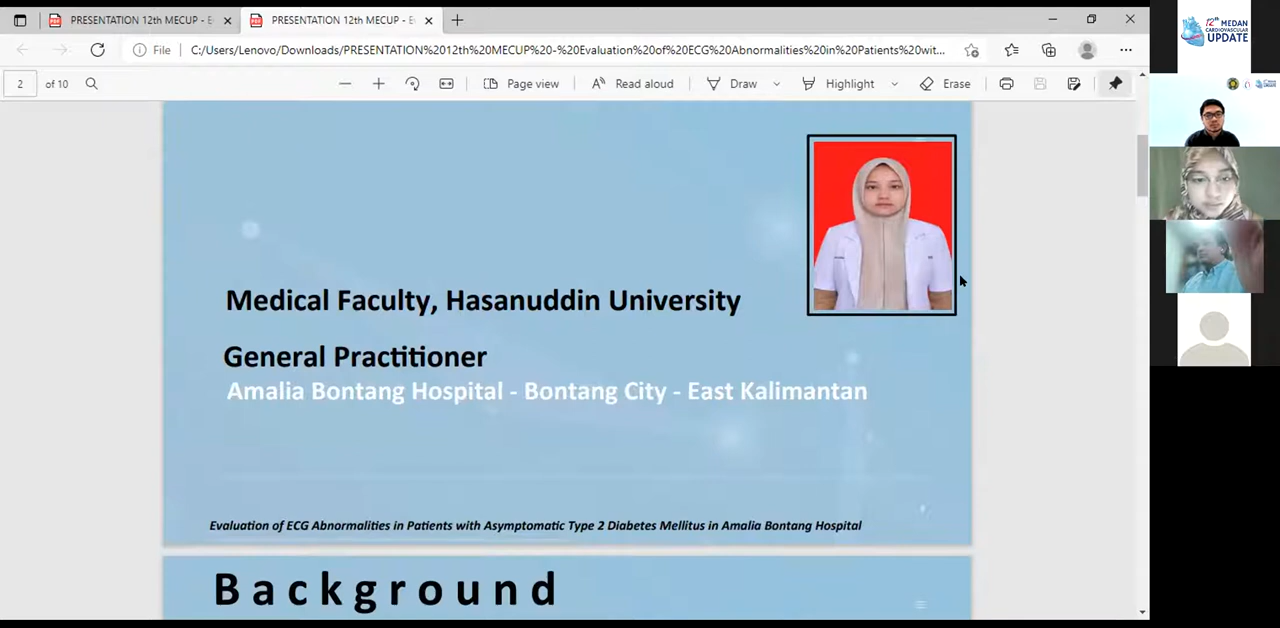 PRESENTATION 12th MECUP - E
PRESENTATION 12th MECUP - E
File
C:/Users/Lenovo/Downloads/PRESENTATION%2012th%20MECUP%20-%20Evaluation%20of%20ECG%20Abnormalities%20in%20Patients%20wit...
2 of 10
Page view
Read aloud
Draw
Highlight
Erase
12th MEDAN
CARDIOVASCULAR
UPDATE
Medical Faculty, Hasanuddin University
General Practitioner
Amalia Bontang Hospital - Bontang City - East Kalimantan
Evaluation of ECG Abnormalities in Patients with Asymptomatic Type 2 Diabetes Mellitus in Amalia Bontang Hospital
Background